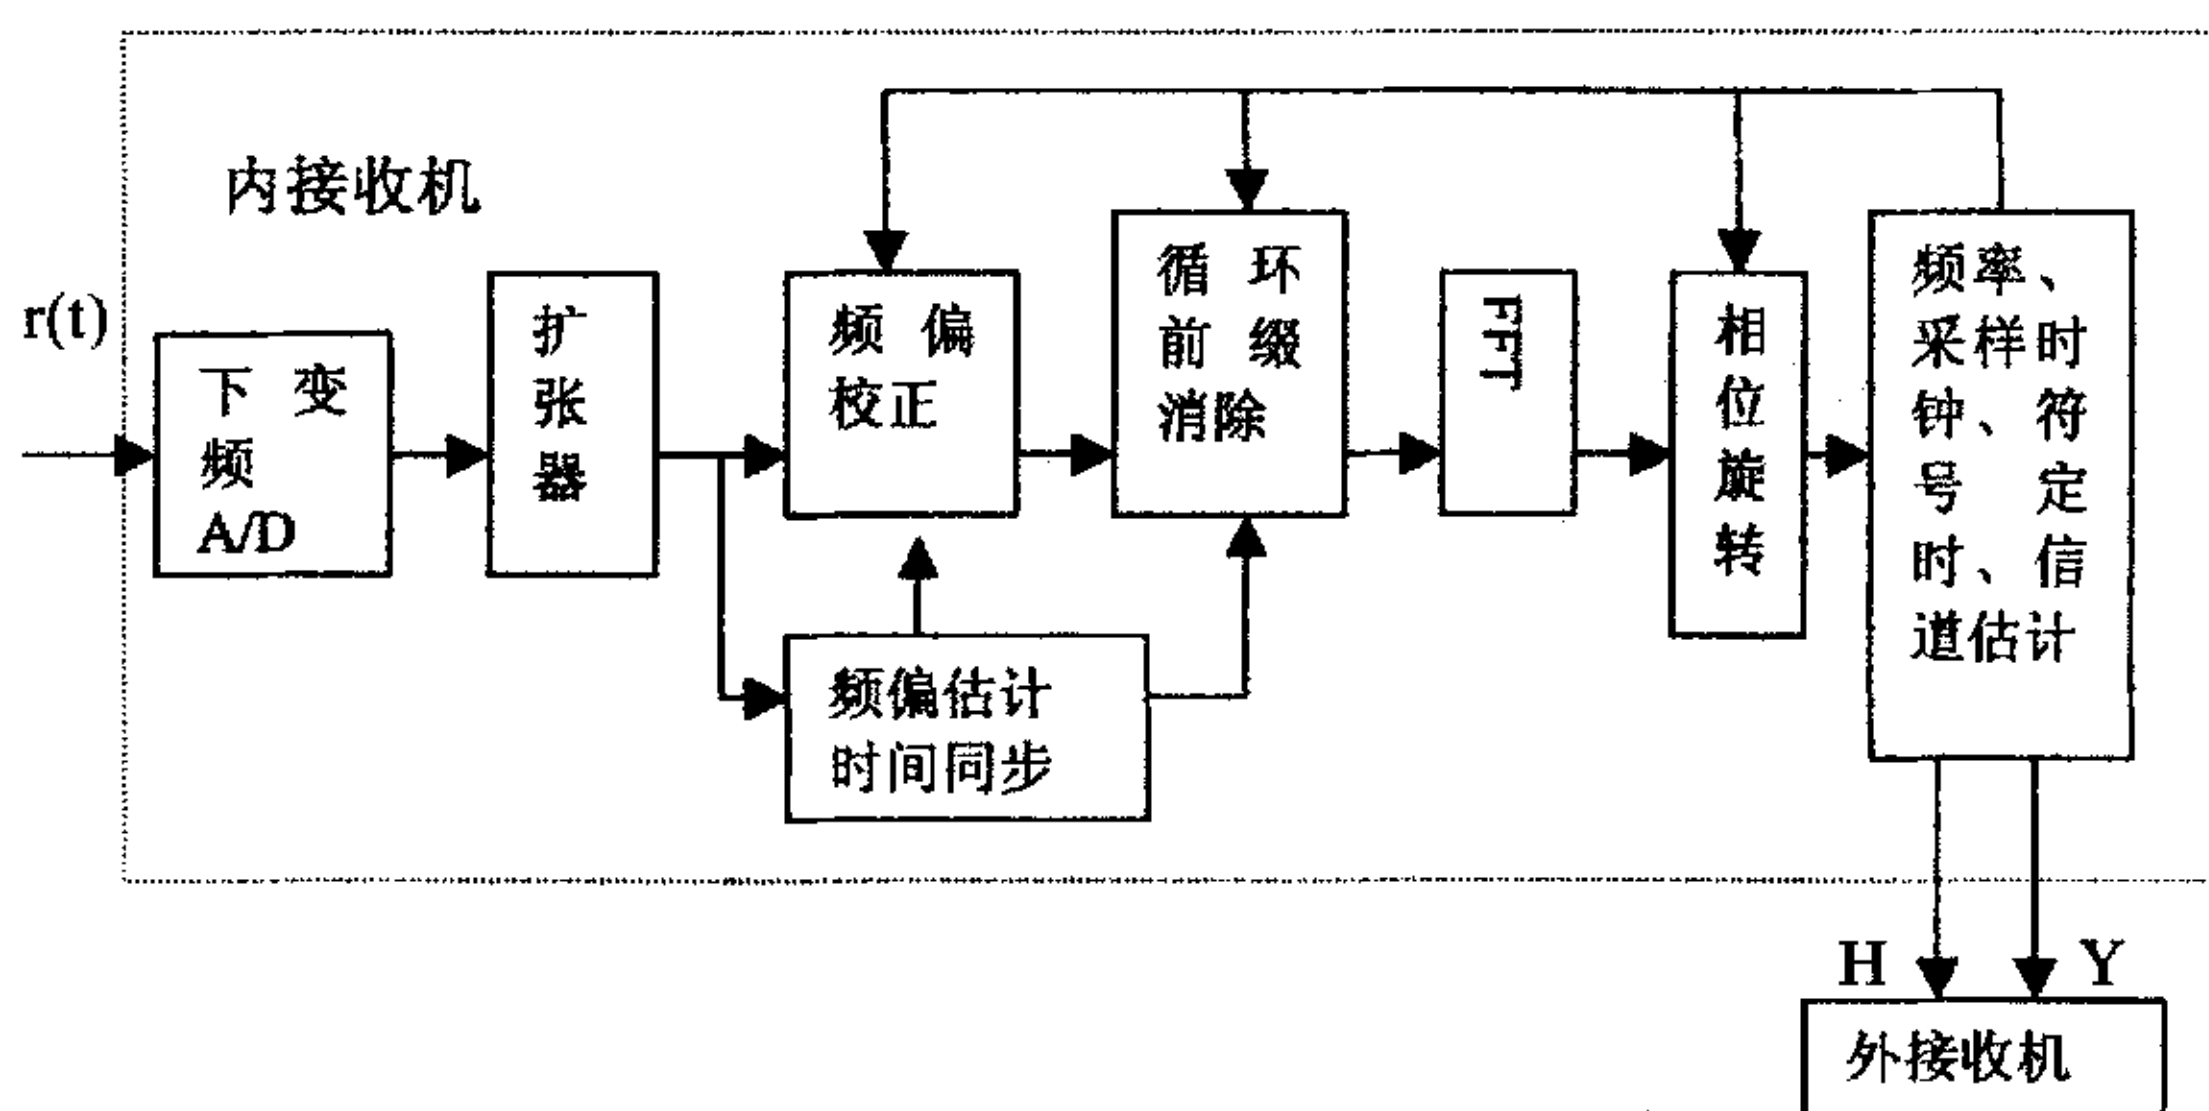 内接收机
r(t)
下变
频
A/D
扩
张
器
频偏
校正
循环
前缀
消除
FFT
相
位
旋
转
频率、
采样时
钟、符
号定
时、信
道估计
频偏估计
时间同步
H
Y
外接收机